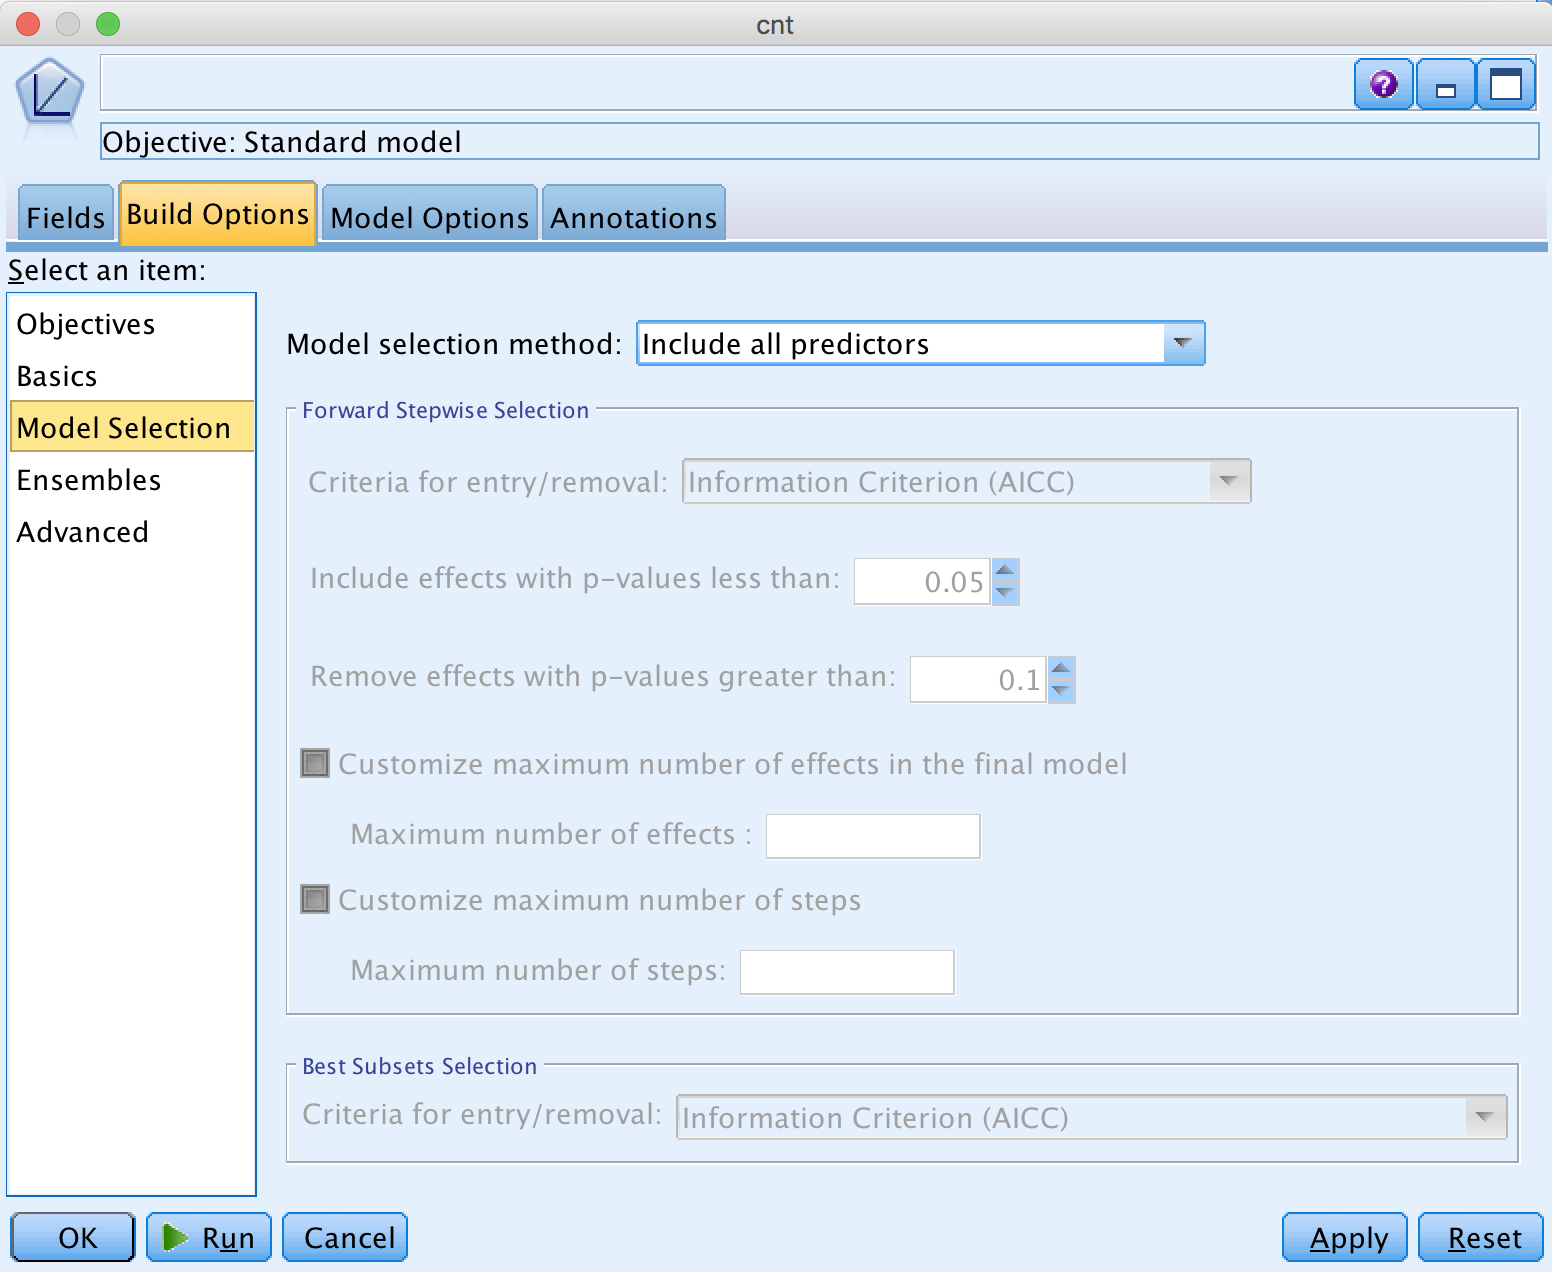 cnt
?
Objective: Standard model
Fields Build Options Model Options Annotations
Select an item:
Objectives
Basics
Model Selection
Ensembles
Advanced
Model selection method: Include all predictors
Forward Stepwise Selection
Criteria for entry/removal: Information Criterion (AICC)
Include effects with p-values less than: 0.05
Remove effects with p-values greater than: 0.1
Customize maximum number of effects in the final model
Maximum number of effects :
Customize maximum number of steps
Maximum number of steps:
Best Subsets Selection
Criteria for entry/removal: Information Criterion (AICC)
OK Run Cancel Apply Reset